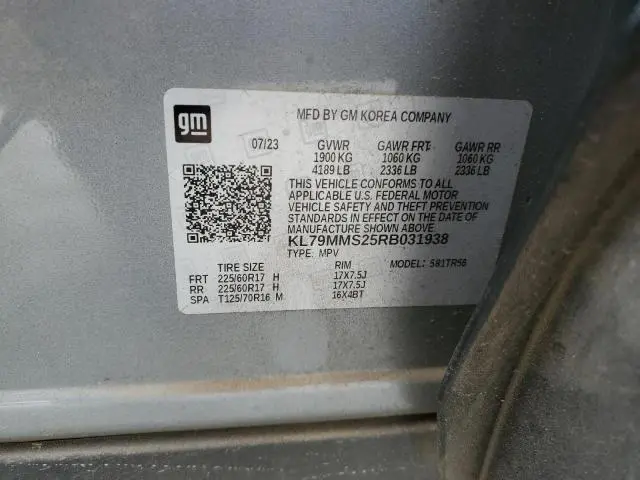 gm
MFD BY GM KOREA COMPANY
07/23 GVWR GAWR FRT GAWR RR
1900 KG 1060 KG 1060 KG
4189 LB 2336 LB 2336 LB
THIS VEHICLE CONFORMS TO ALL
APPLICABLE U.S. FEDERAL MOTOR
VEHICLE SAFETY AND THEFT PREVENTION
STANDARDS IN EFFECT ON THE DATE OF
MANUFACTURE SHOWN ABOVE.
KL79MMS25RB031938
TYPE: MPV MODEL: 581TR56
TIRE SIZE RIM
FRT 225/60R17 H 17X7.5J
RR 225/60R17 H 17X7.5J
SPA T125/70R16 M 16X4BT